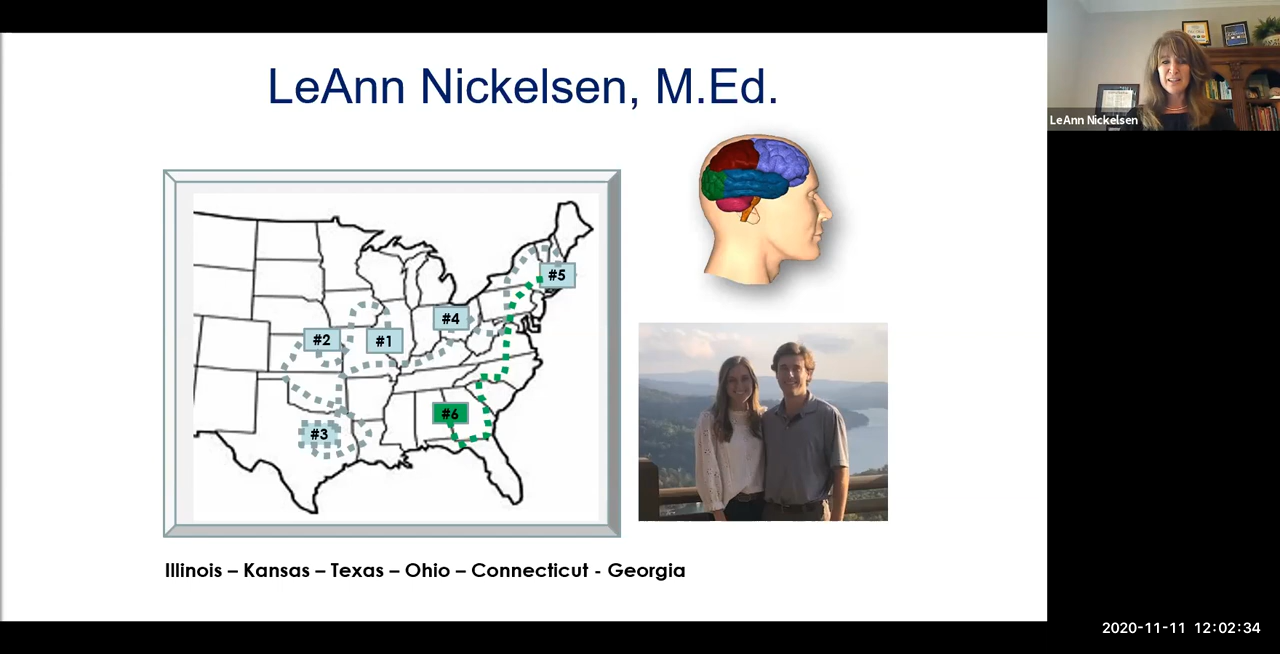 LeAnn Nickelsen, M.Ed.
LeAnn Nickelsen
#5
#4
#2
#1
#6
#3
Illinois – Kansas – Texas – Ohio – Connecticut - Georgia
2020-11-11 12:02:34